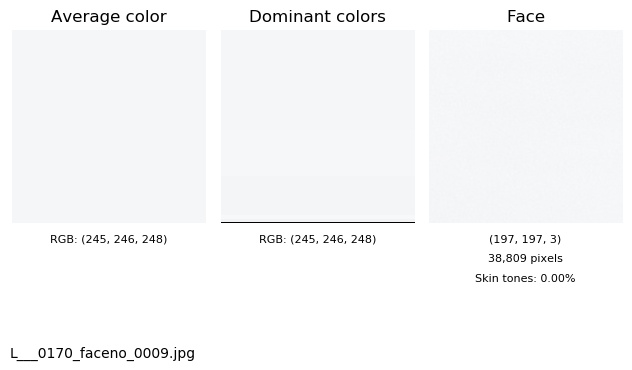 Average color
Dominant colors
Face
RGB: (245, 246, 248)
RGB: (245, 246, 248)
(197, 197, 3)
38,809 pixels
Skin tones: 0.00%
L___0170_faceno_0009.jpg